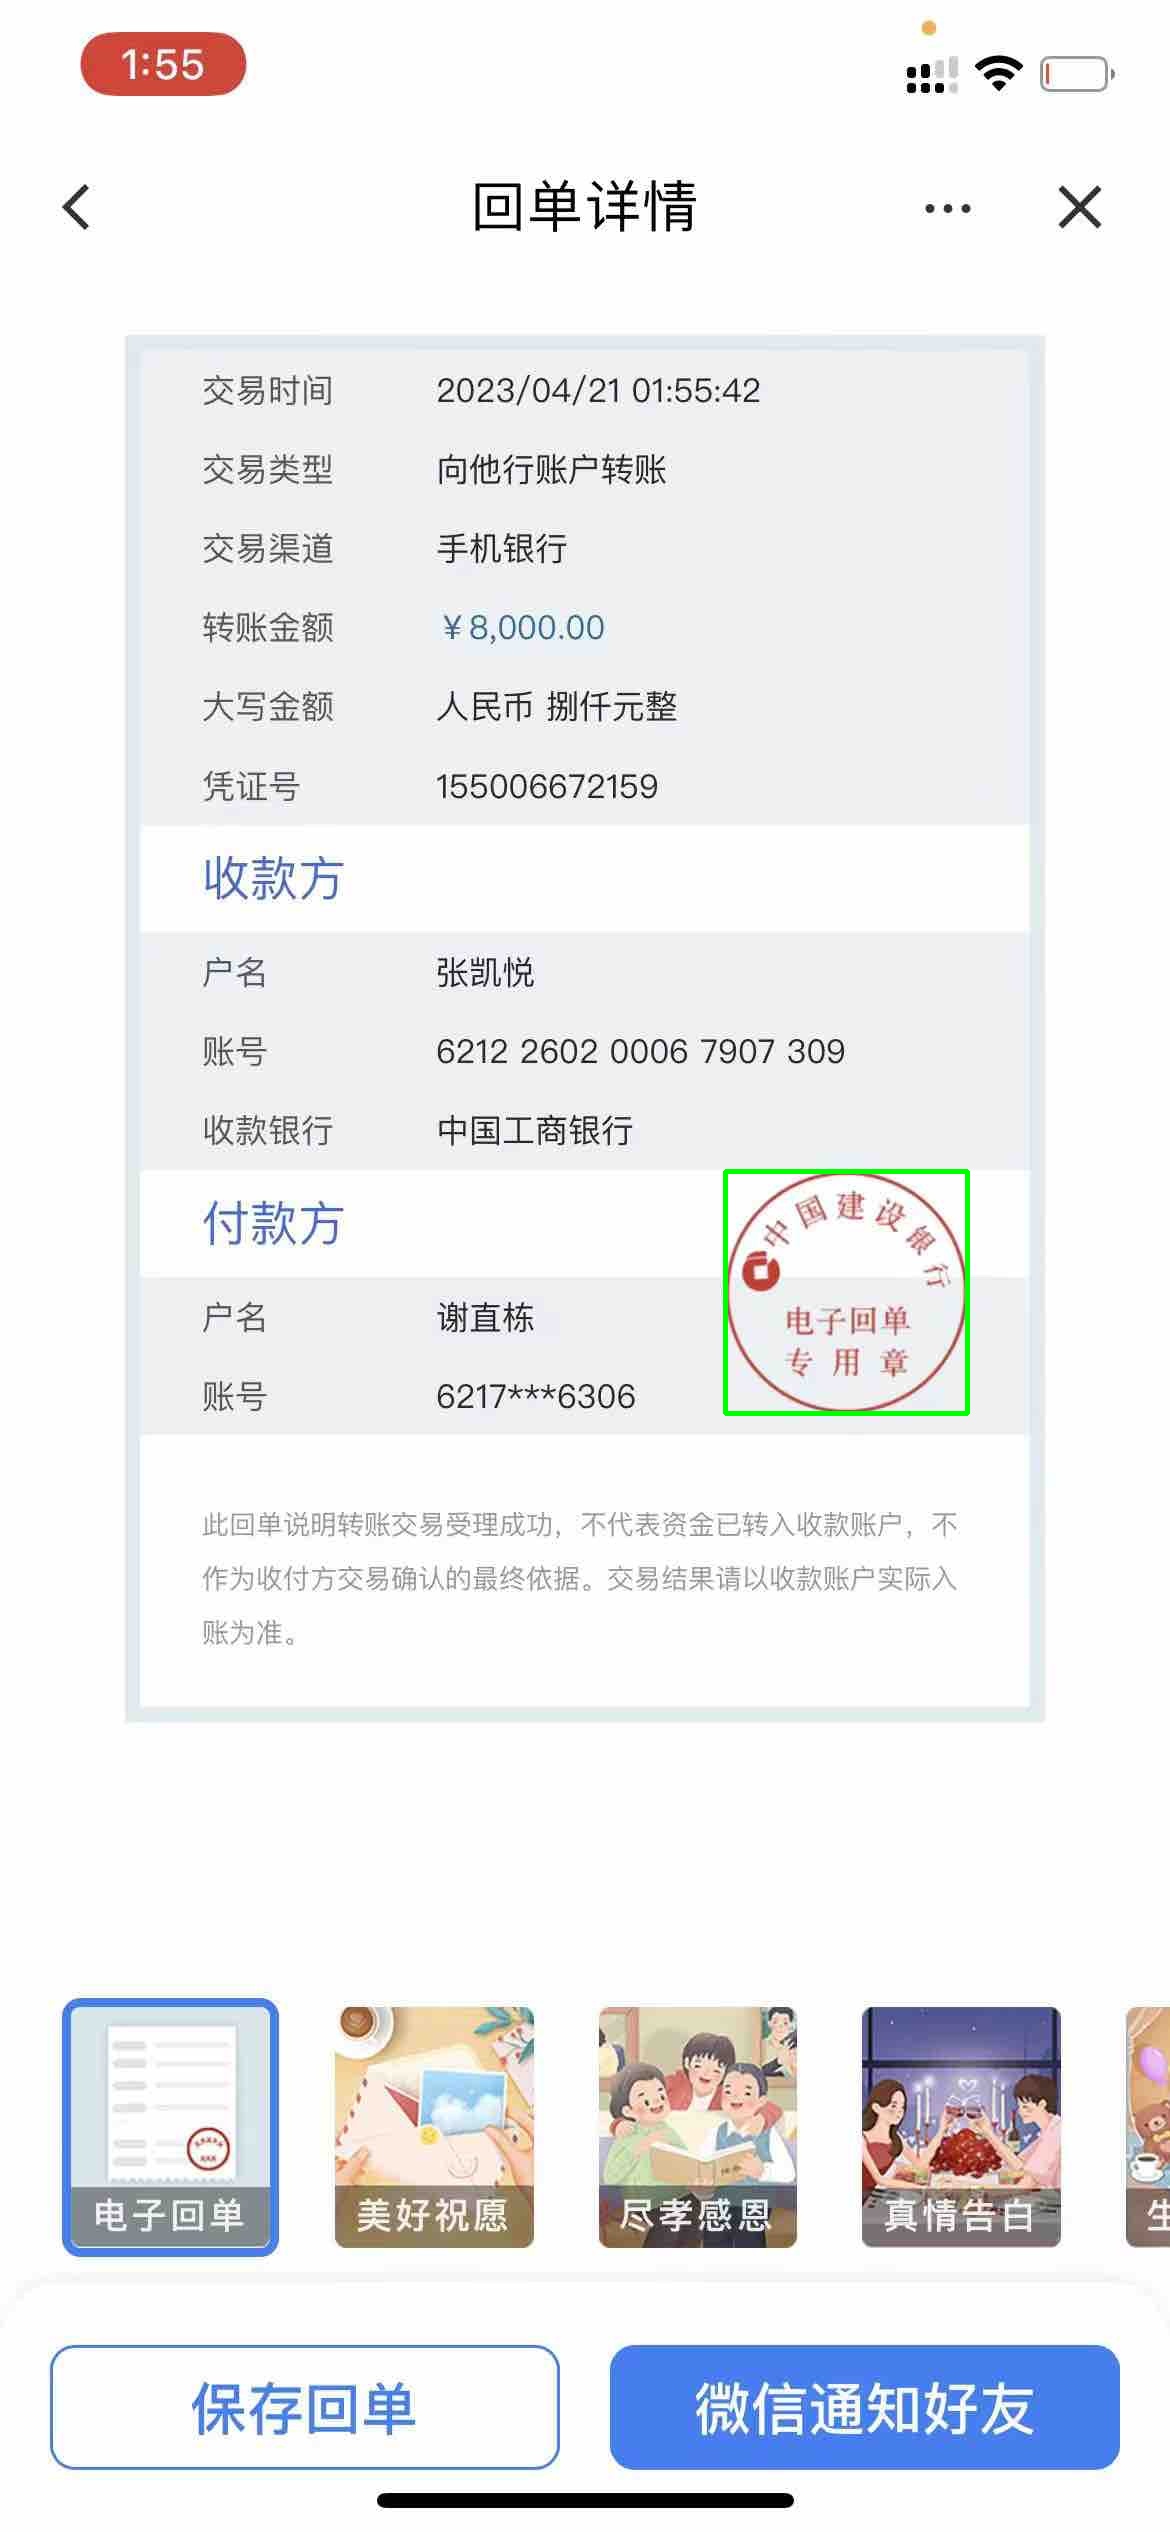 1:55
回单详情
交易时间 2023/04/21 01:55:42
交易类型 向他行账户转账
交易渠道 手机银行
转账金额 ¥8,000.00
大写金额 人民币 捌仟元整
凭证号 155006672159
收款方
户名 张凯悦
账号 6212 2602 0006 7907 309
收款银行 中国工商银行
付款方
中国建设银行
电子回单
专用章
户名 谢直栋
账号 6217***6306
此回单说明转账交易受理成功，不代表资金已转入收款账户，不
作为收付方交易确认的最终依据。交易结果请以收款账户实际入
账为准。
电子回单 美好祝愿 尽孝感恩 真情告白
保存回单 微信通知好友